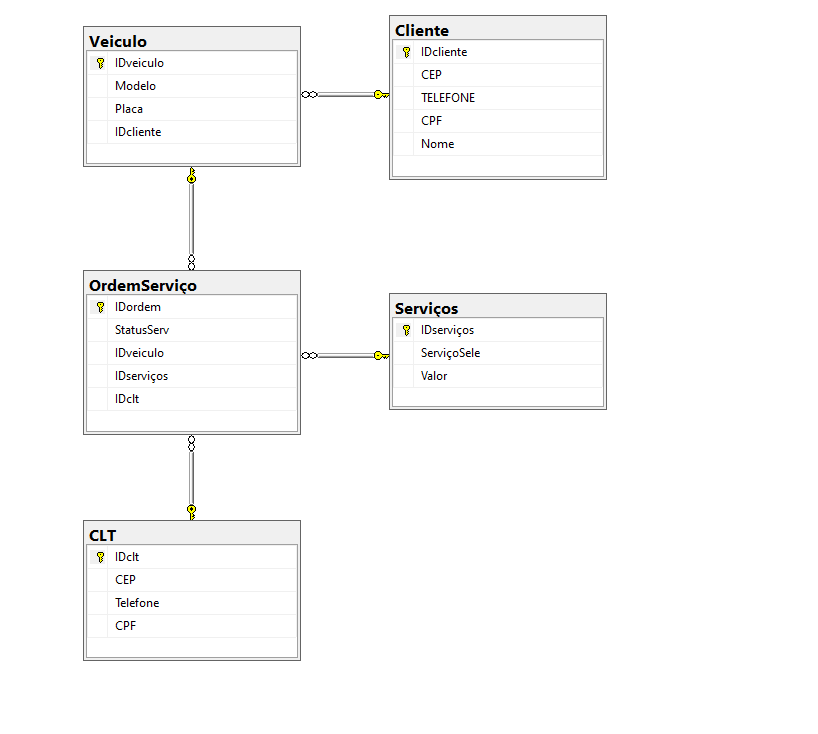 Veiculo
IDveiculo
Modelo
Placa
IDcliente
Cliente
IDcliente
CEP
TELEFONE
CPF
Nome
OrdemServiço
IDordem
StatusServ
IDveiculo
IDserviços
IDclt
Serviços
IDserviços
ServiçoSele
Valor
CLT
IDclt
CEP
Telefone
CPF